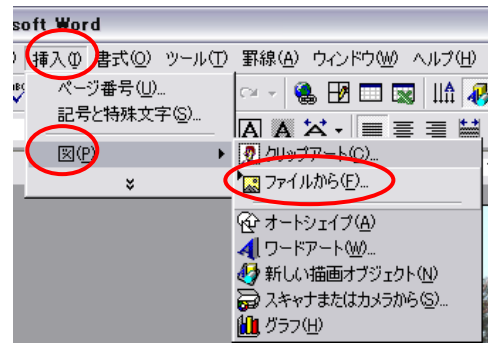 soft Word
挿入(I) 書式(O) ツール(T) 罫線(A) ウィンドウ(W) ヘルプ(H)
ページ番号(U)...
記号と特殊文字(S)...
図(P)
クリップアート(C)...
ファイルから(F)...
オートシェイプ(A)
ワードアート(W)...
新しい描画オブジェクト(N)
スキャナまたはカメラから(S)...
グラフ(H)